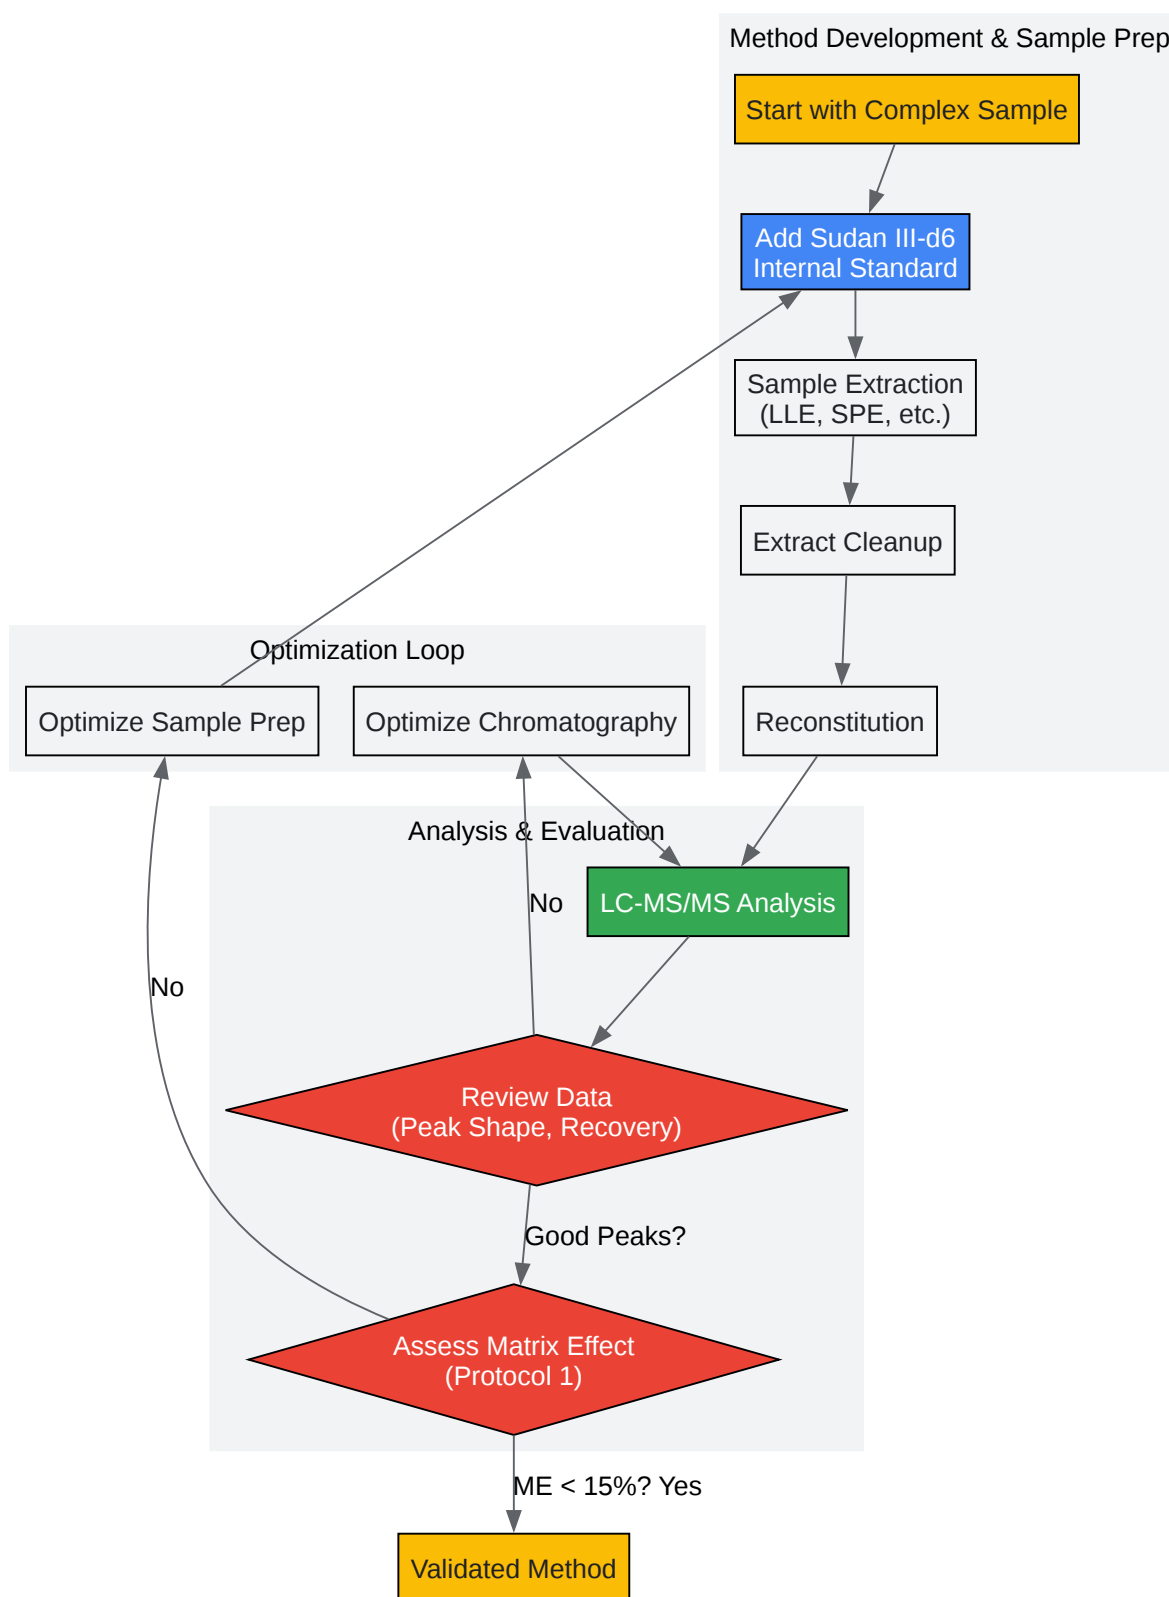 Method Development & Sample Prep
Start with Complex Sample
Add Sudan III-d6
Internal Standard
Sample Extraction
(LLE, SPE, etc.)
Extract Cleanup
Optimization Loop
Optimize Sample Prep
Optimize Chromatography
Reconstitution
Analysis & Evaluation
LC-MS/MS Analysis
No
No
Review Data
(Peak Shape, Recovery)
Good Peaks?
Assess Matrix Effect
(Protocol 1)
ME < 15%? Yes
Validated Method